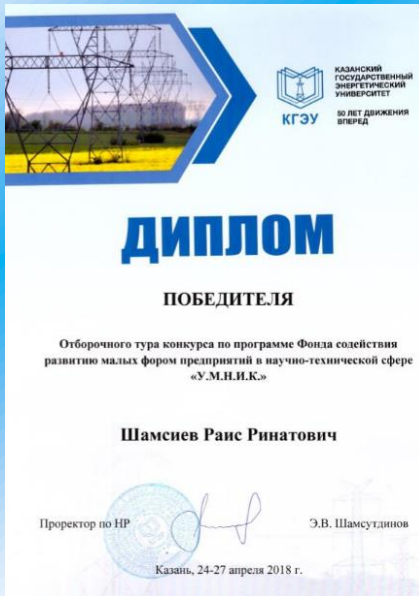 КГЭУ
КАЗАНСКИЙ
ГОСУДАРСТВЕННЫЙ
ЭНЕРГЕТИЧЕСКИЙ
УНИВЕРСИТЕТ
50 ЛЕТ ДВИЖЕНИЯ
ВПЕРЕД
ДИПЛОМ
ПОБЕДИТЕЛЯ
Отборочного тура конкурса по программе Фонда содействия
развитию малых фором предприятий в научно-технической сфере
«У.М.Н.И.К.»
Шамсиев Раис Ринатович
Проректор по НР Э.В. Шамсутдинов
Казань, 24-27 апреля 2018 г.